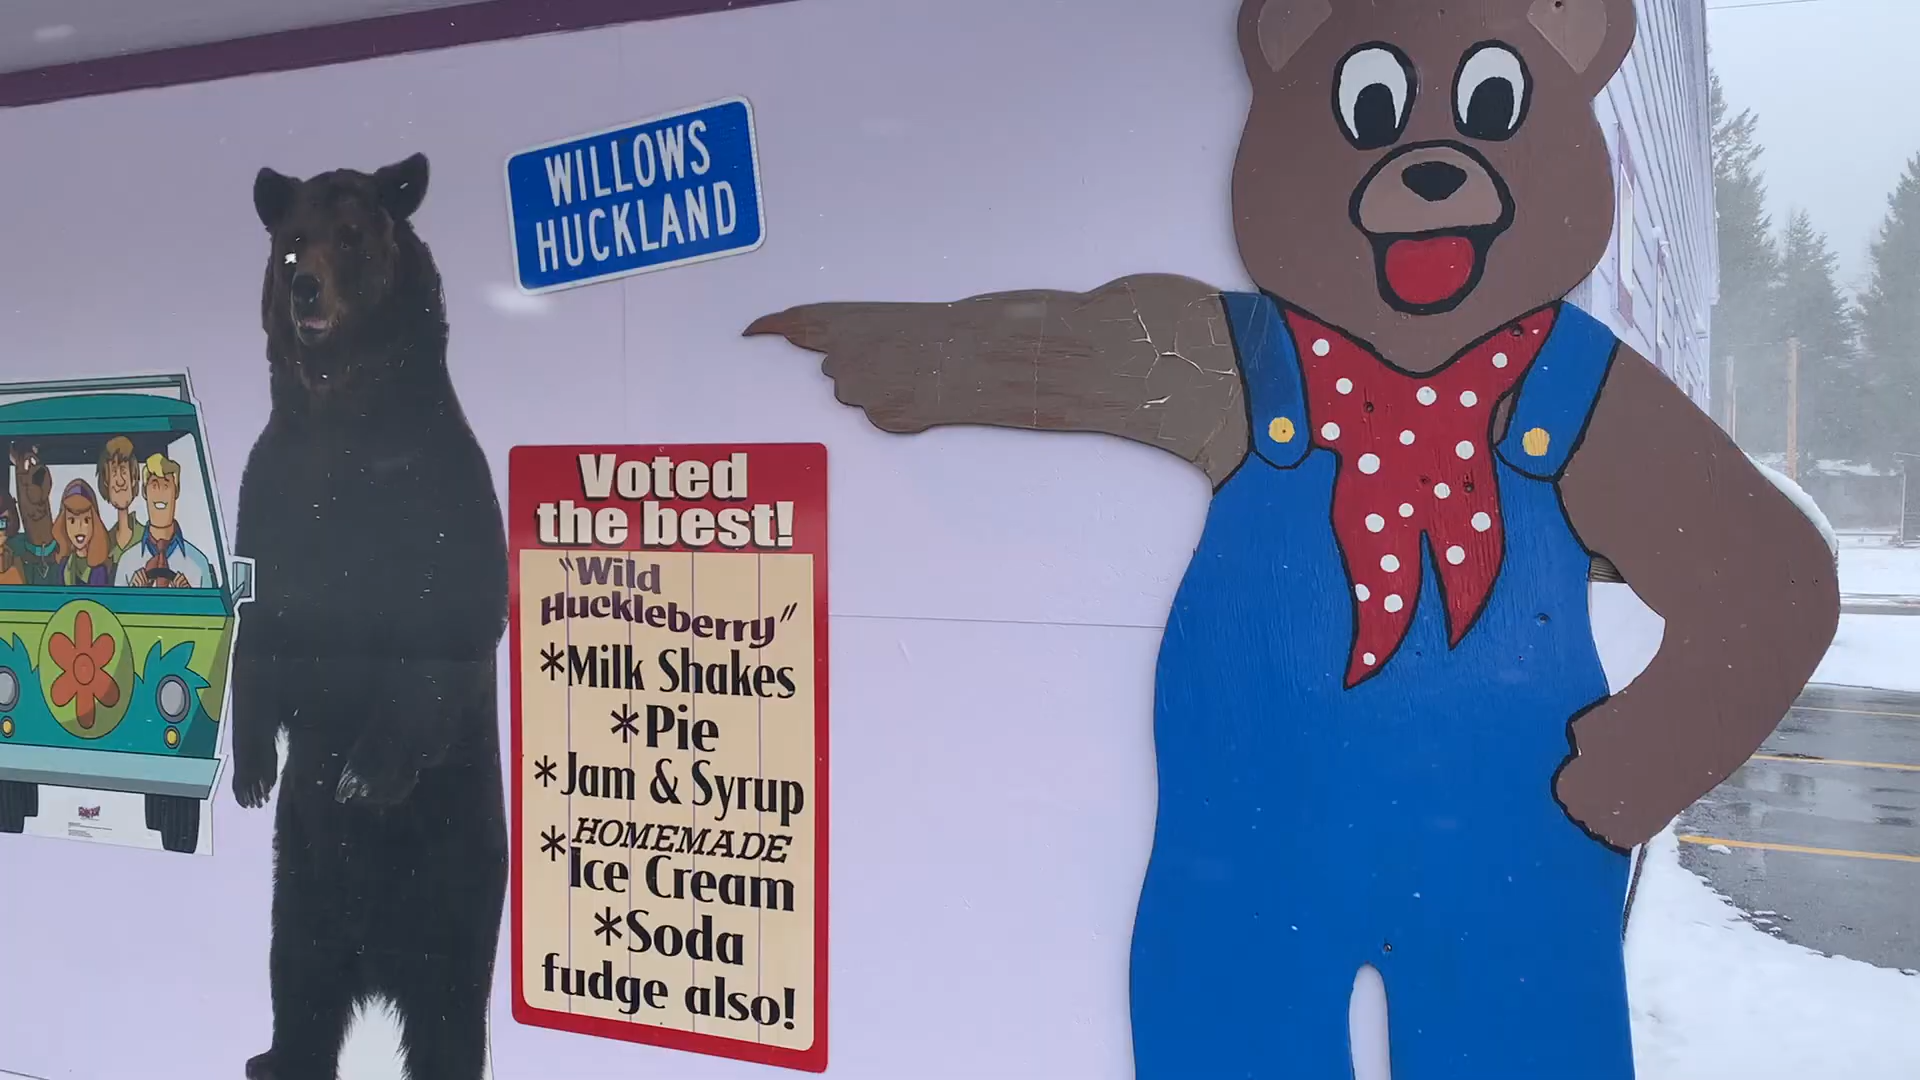 WILLOWS
HUCKLAND
Voted
the best!
"Wild
Huckleberry"
*Milk Shakes
*Pie
*Jam & Syrup
*HOMEMADE
Ice Cream
*Soda
fudge also!